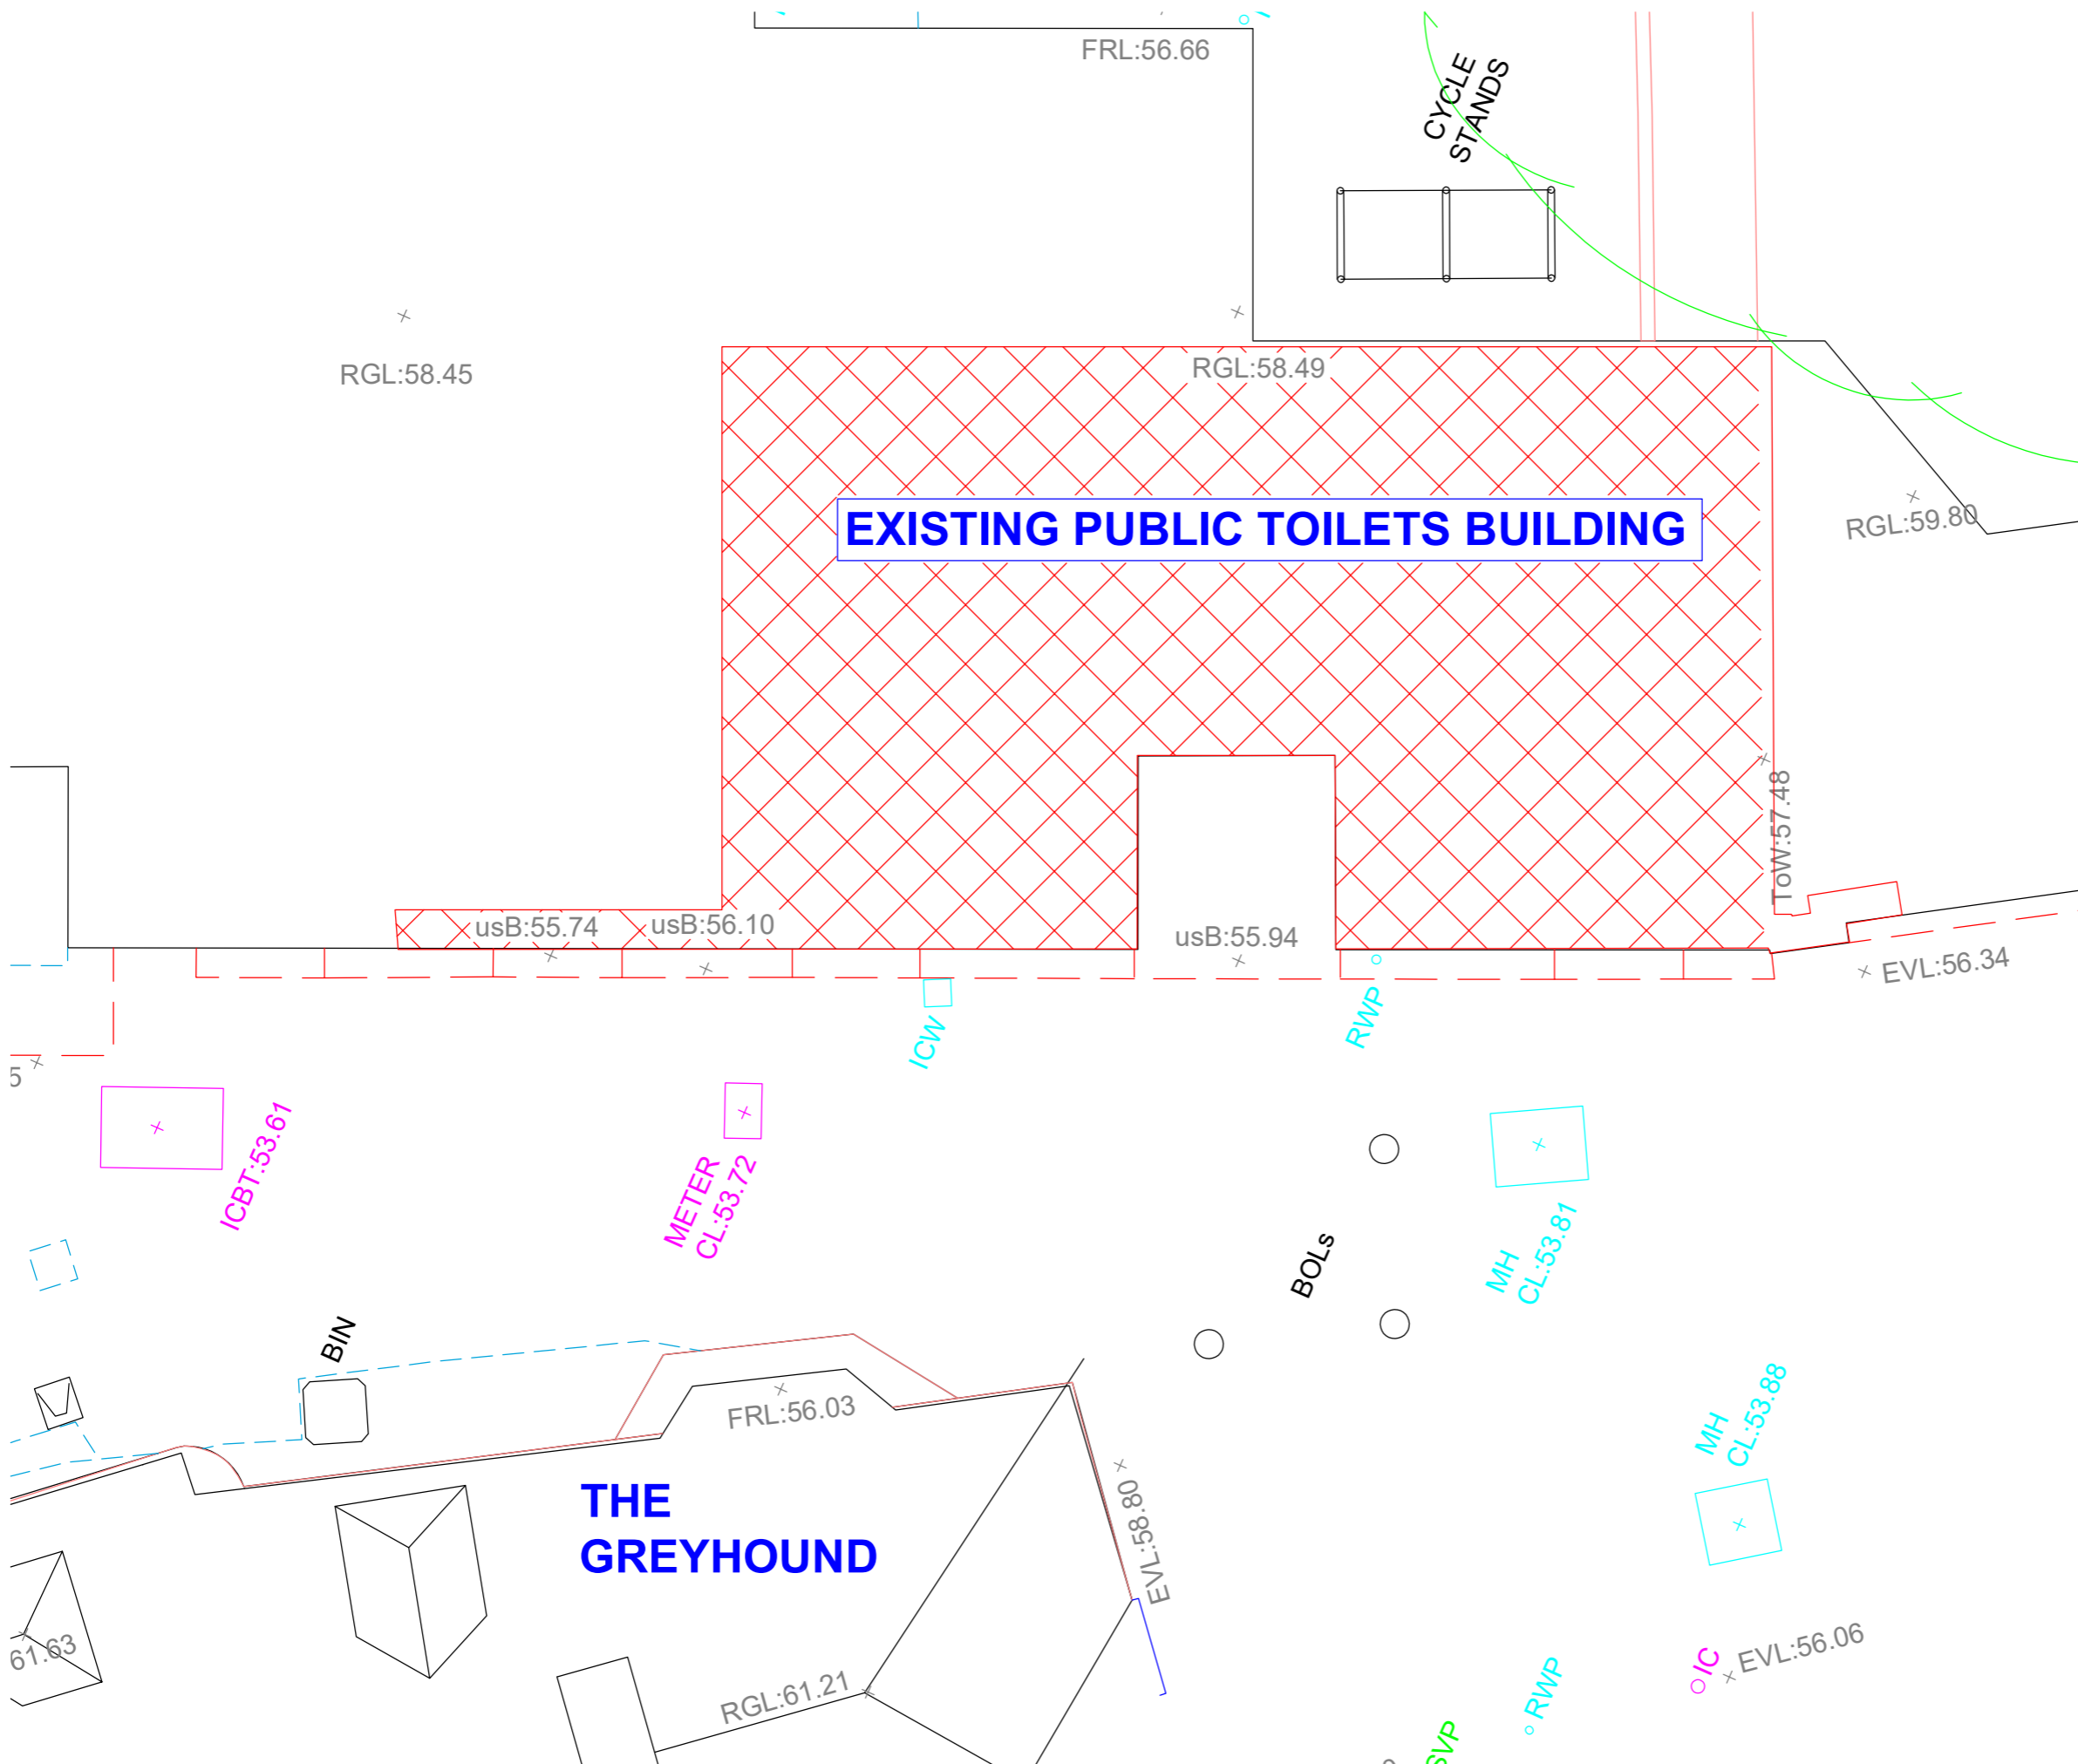 FRL:56.66
CYCLE
STANDS
RGL:58.45
RGL:58.49
EXISTING PUBLIC TOILETS BUILDING
RGL:59.80
ToW:57.48
usB:55.74
usB:56.10
usB:55.94
EVL:56.34
ICW
RWP
5
ICBT:53.61
METER
CL:53.72
BOLs
MH
CL:53.81
BIN
FRL:56.03
MH
CL:53.88
THE
GREYHOUND
EVL:58.80
61.63
RGL:61.21
RWP
IC
EVL:56.06
SVP